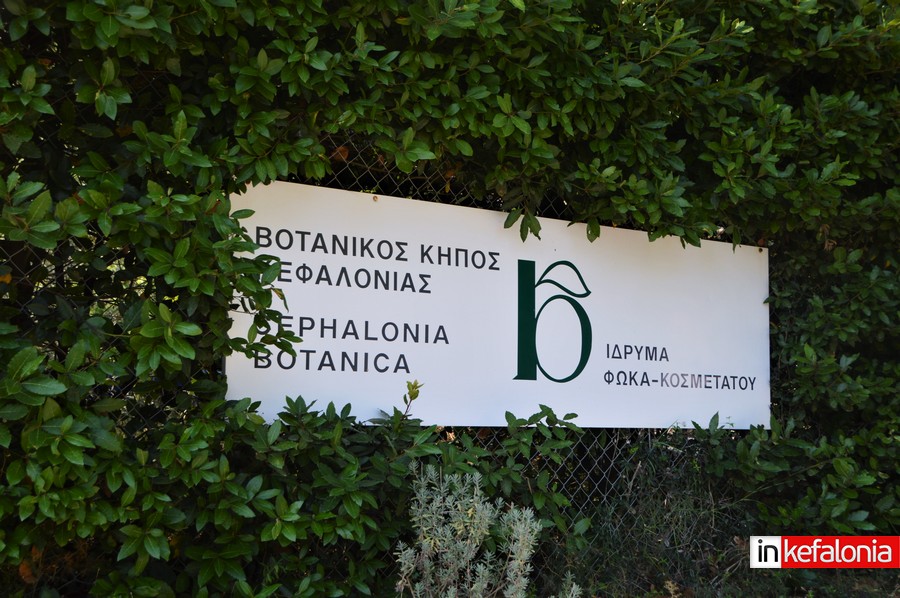 ΒΟΤΑΝΙΚΟΣ ΚΗΠΟΣ
ΚΕΦΑΛΟΝΙΑΣ
CEPHALONIA
BOTANICA
ΙΔΡΥΜΑ
ΦΩΚΑ-ΚΟΣΜΕΤΑΤΟΥ
inkefalonia